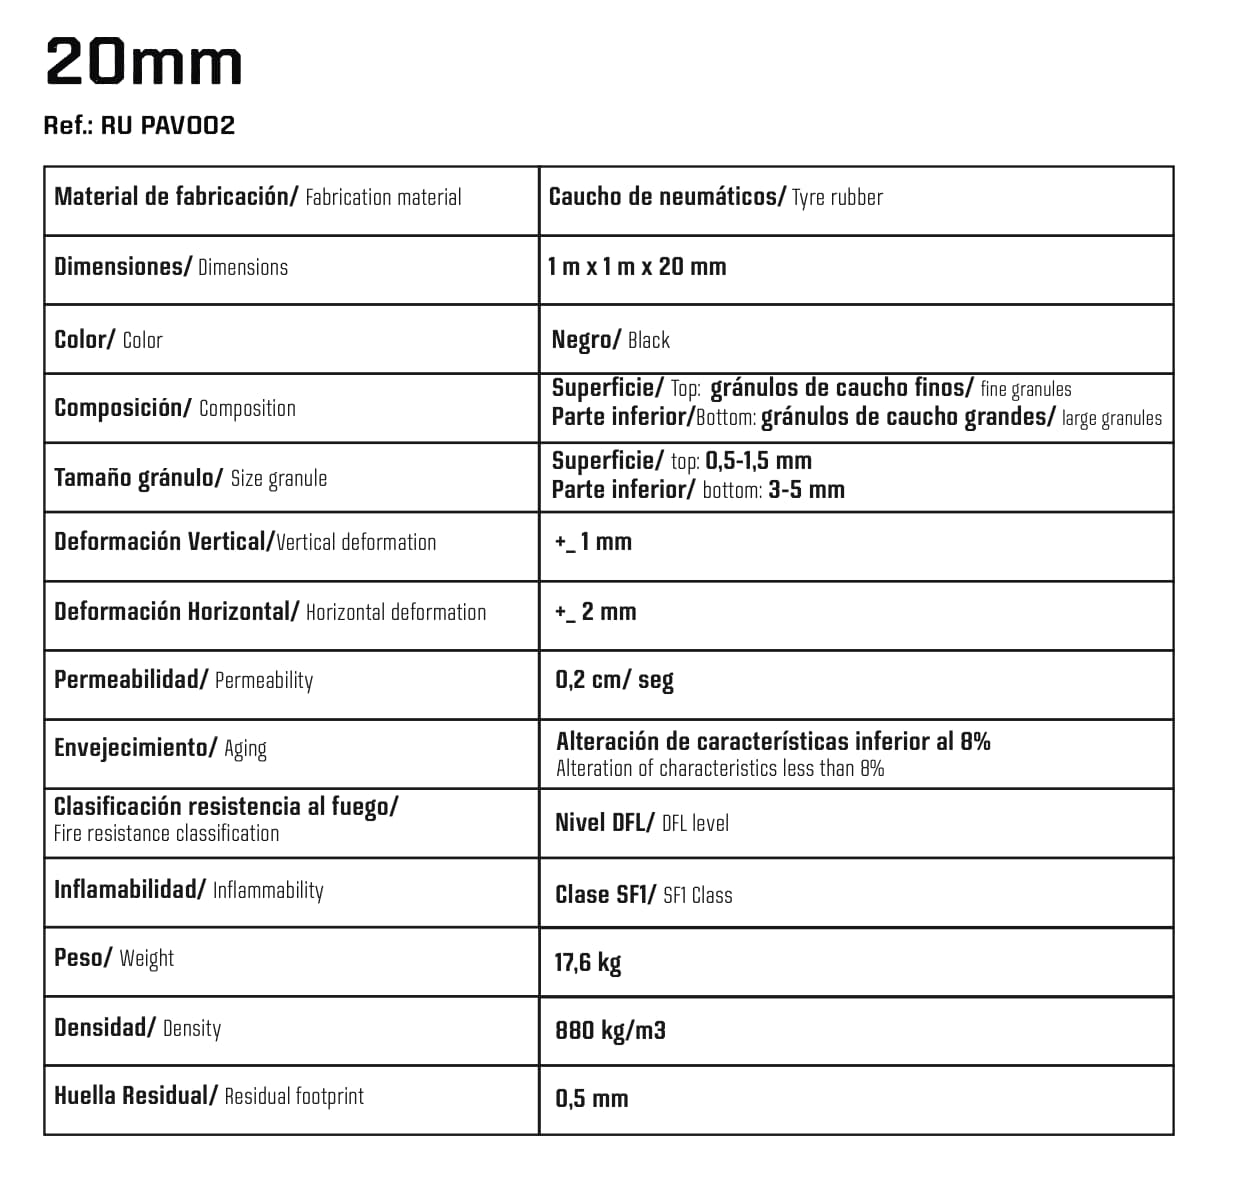 20mm
Ref.: RU PAV002
Material de fabricación/ Fabrication material
Caucho de neumáticos/ Tyre rubber
Dimensiones/ Dimensions
1 m x 1 m x 20 mm
Color/ Color
Negro/ Black
Composición/ Composition
Superficie/ Top: gránulos de caucho finos/ fine granules
Parte inferior/Bottom: gránulos de caucho grandes/ large granules
Tamaño gránulo/ Size granule
Superficie/ top: 0,5-1,5 mm
Parte inferior/ bottom: 3-5 mm
Deformación Vertical/Vertical deformation
+_ 1 mm
Deformación Horizontal/ Horizontal deformation
+_ 2 mm
Permeabilidad/ Permeability
0,2 cm/ seg
Envejecimiento/ Aging
Alteración de características inferior al 8%
Alteration of characteristics less than 8%
Clasificación resistencia al fuego/
Fire resistance classification
Nivel DFL/ DFL level
Inflamabilidad/ Inflammability
Clase SF1/ SF1 Class
Peso/ Weight
17,6 kg
Densidad/ Density
880 kg/m3
Huella Residual/ Residual footprint
0,5 mm